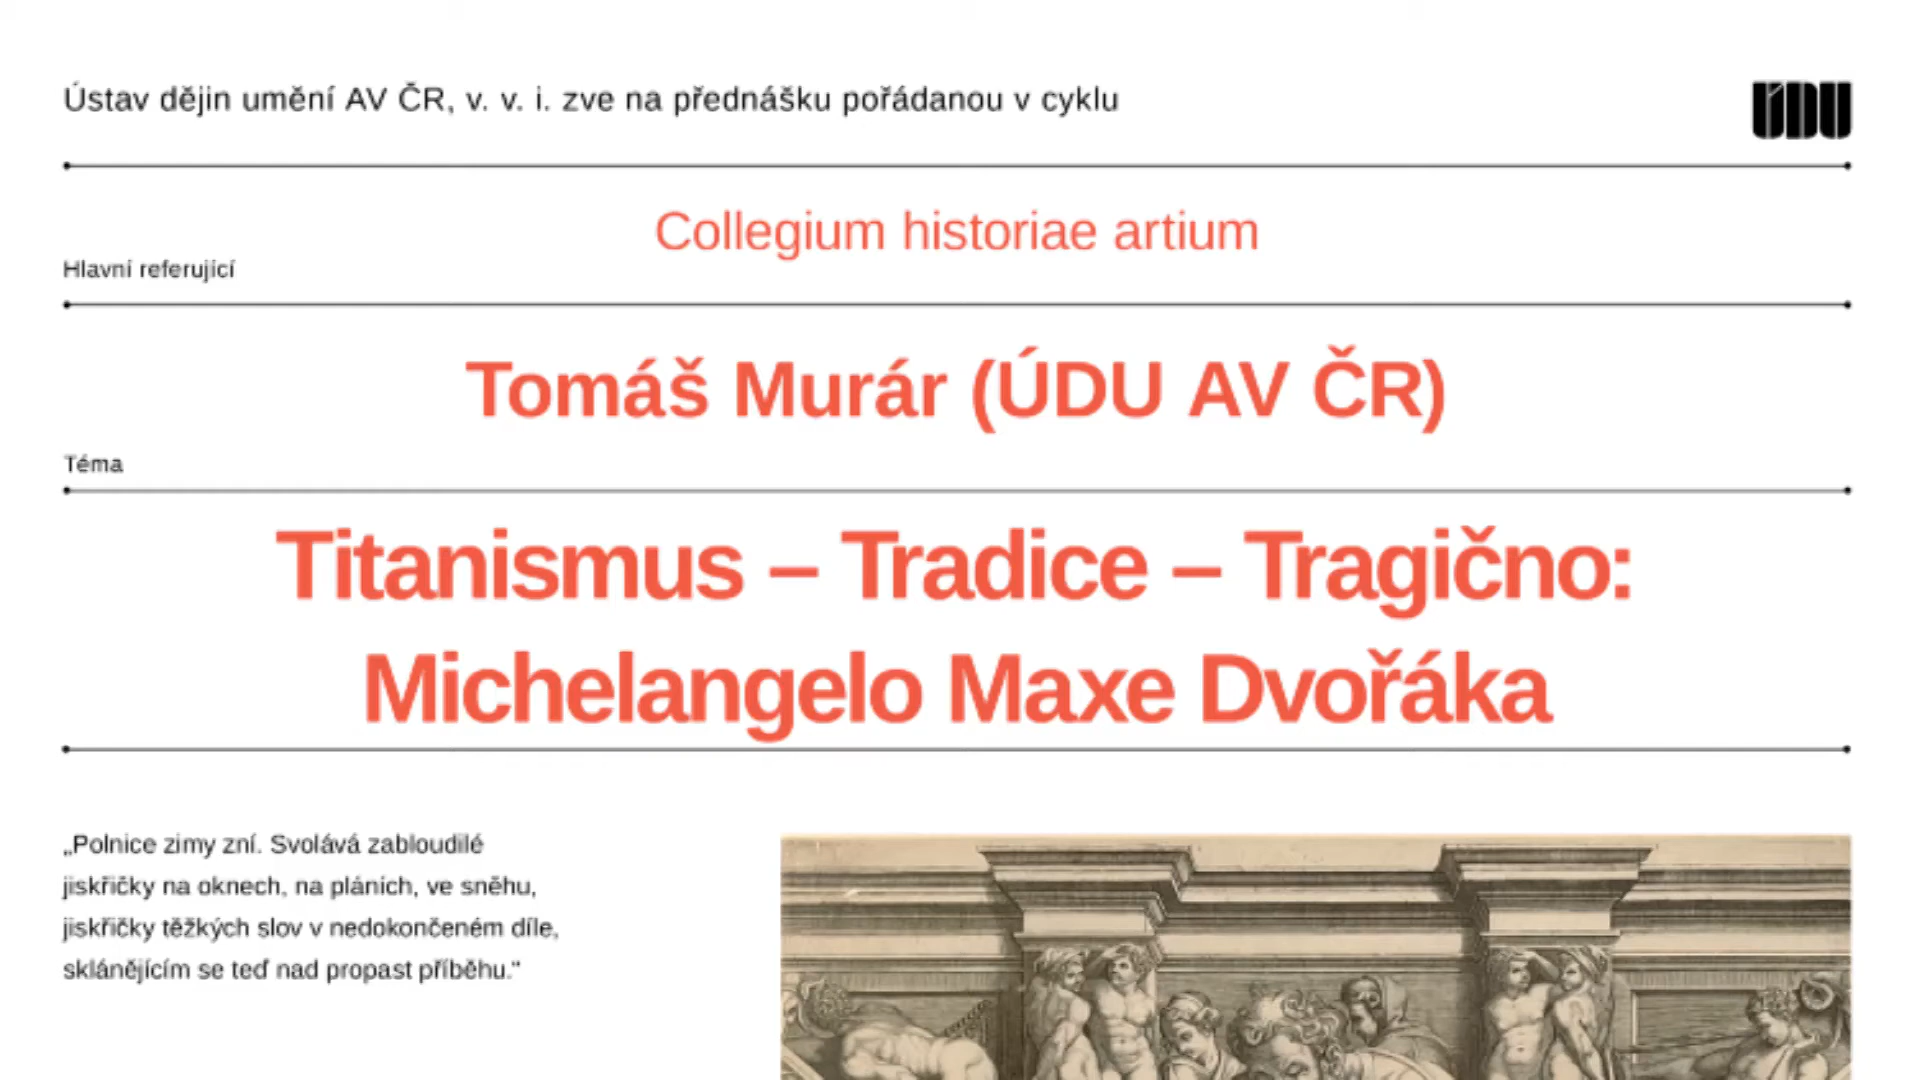 Ústav dějin umění AV ČR, v. v. i. zve na přednášku pořádanou v cyklu
ÚDU
Collegium historiae artium
Hlavní referující
Tomáš Murár (ÚDU AV ČR)
Téma
Titanismus – Tradice – Tragično:
Michelangelo Maxe Dvořáka
„Polnice zimy zní. Svolává zabloudilé
jiskřičky na oknech, na pláních, ve sněhu,
jiskřičky těžkých slov v nedokončeném díle,
sklánějícím se teď nad propast příběhu.“